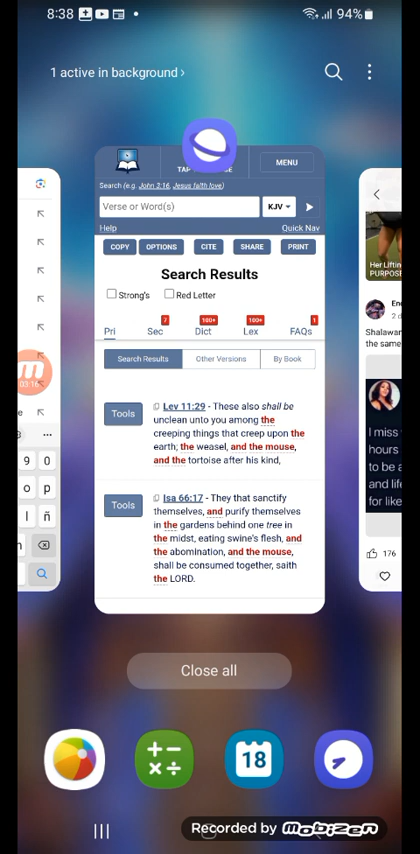 8:38
94%
1 active in background >
MENU
Search (e.g. John 3:16, Jesus faith love)
Verse or Word(s)
KJV
Help
Quick Nav
COPY OPTIONS CITE SHARE PRINT
Search Results
Strong's Red Letter
7 100+ 100+ 1
Pri Sec Dict Lex FAQs
Search Results Other Versions By Book
Tools
Lev 11:29 - These also shall be
unclean unto you among the
creeping things that creep upon the
earth; the weasel, and the mouse,
and the tortoise after his kind,
Tools
Isa 66:17 - They that sanctify
themselves, and purify themselves
in the gardens behind one tree in
the midst, eating swine's flesh, and
the abomination, and the mouse,
shall be consumed together, saith
the LORD.
03:16
9 0
o p
l ñ
Her Lifting
PURPOSE
Ene
2 d
Shalawa
the same
I miss
hours
to be a
and life
for like
176
Close all
18
Recorded by mobizen